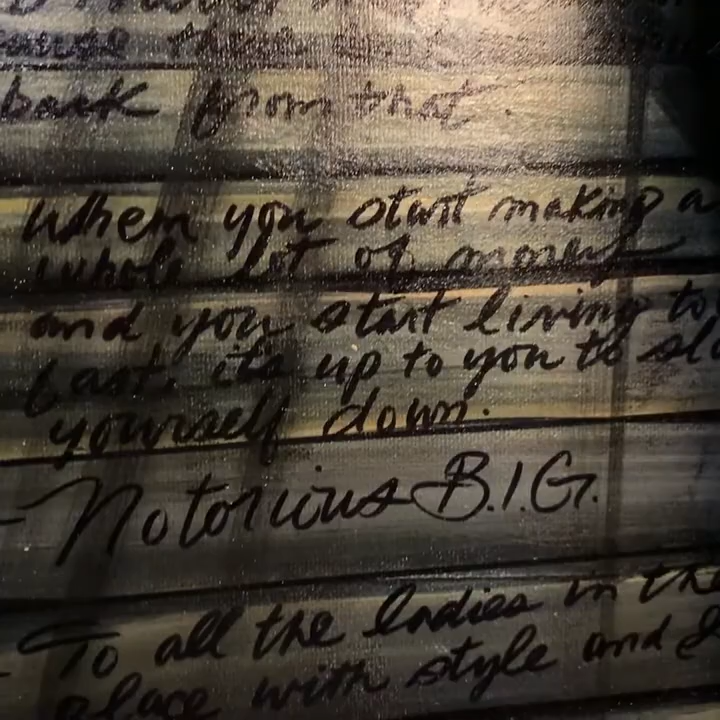 back from that.
When you start making a
whole lot of money
and you start living to
fast, it's up to you to
yourself down.
- Notorious B.I.G.
- To all the ladies in the
place with style and